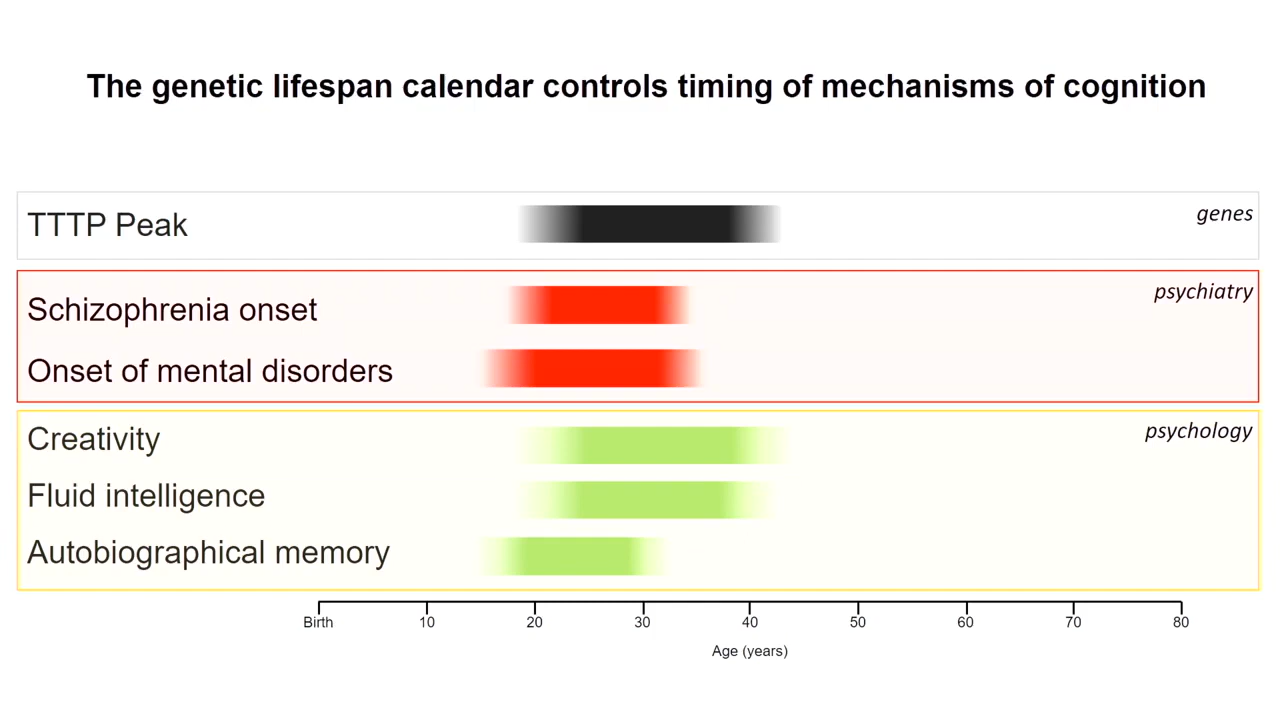 The genetic lifespan calendar controls timing of mechanisms of cognition
TTTP Peak
genes
Schizophrenia onset
psychiatry
Onset of mental disorders
Creativity
psychology
Fluid intelligence
Autobiographical memory
Birth 10 20 30 40 50 60 70 80
Age (years)